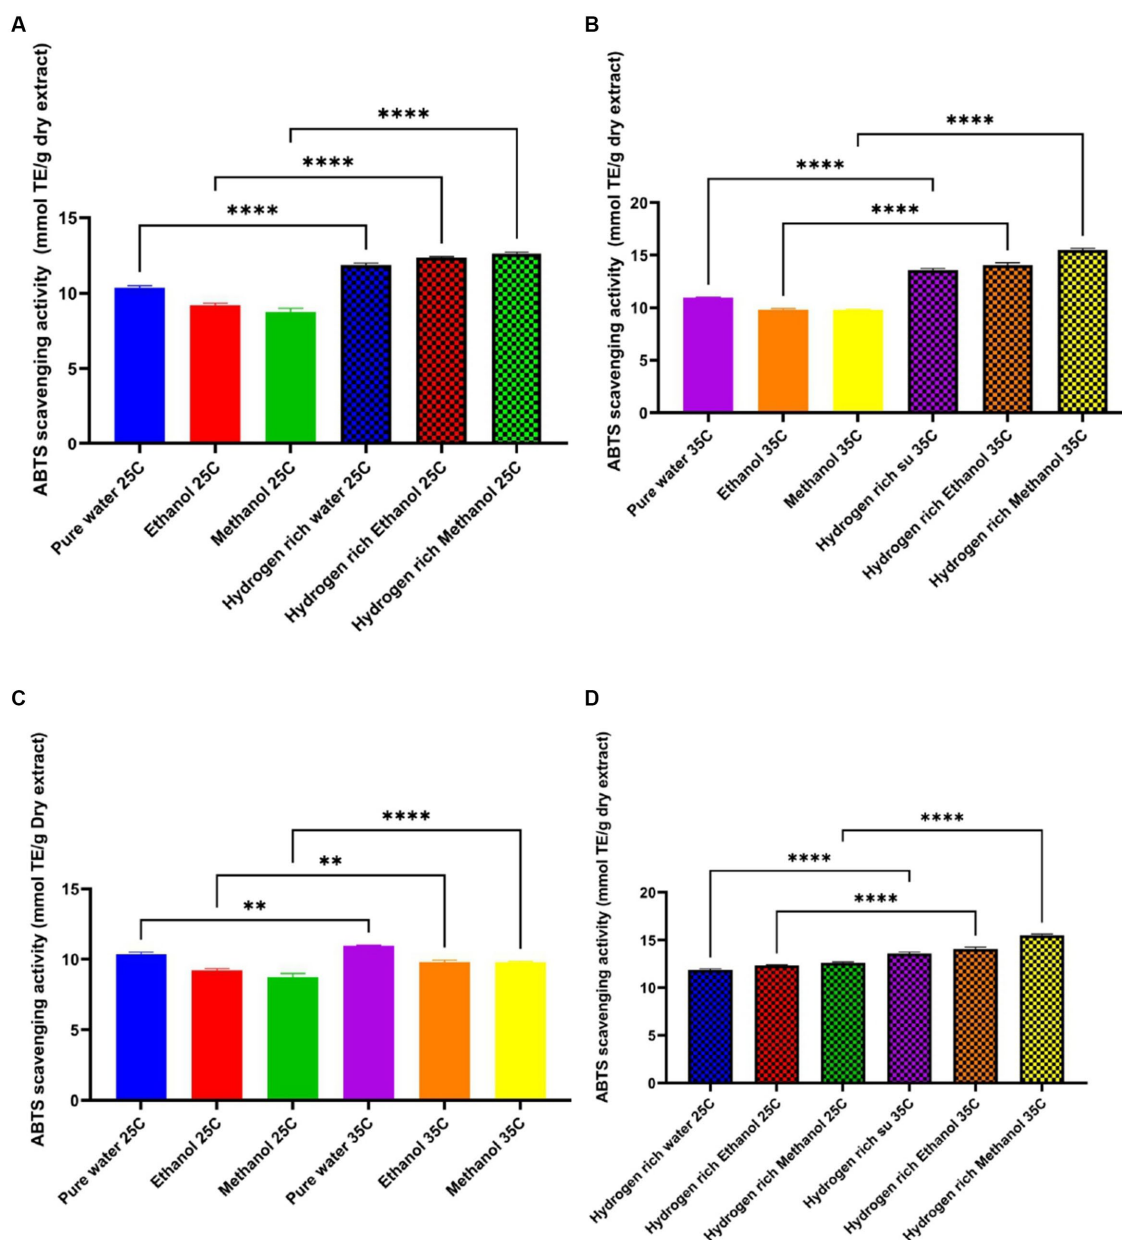 A
ABTS scavenging activity (mmol TE/g dry extract)
****
****
****
15
10
5
0
Pure water 25C
Ethanol 25C
Methanol 25C
Hydrogen rich water 25C
Hydrogen rich Ethanol 25C
Hydrogen rich Methanol 25C
B
ABTS scavenging activity (mmol TE/g dry extract)
****
****
****
20
15
10
5
0
Pure water 35C
Ethanol 35C
Methanol 35C
Hydrogen rich su 35C
Hydrogen rich Ethanol 35C
Hydrogen rich Methanol 35C
C
ABTS scavenging activity (mmol TE/g Dry extract)
****
**
**
15
10
5
0
Pure water 25C
Ethanol 25C
Methanol 25C
Pure water 35C
Ethanol 35C
Methanol 35C
D
ABTS scavenging activity (mmol TE/g dry extract)
****
****
****
20
15
10
5
0
Hydrogen rich water 25C
Hydrogen rich Ethanol 25C
Hydrogen rich Methanol 25C
Hydrogen rich su 35C
Hydrogen rich Ethanol 35C
Hydrogen rich Methanol 35C